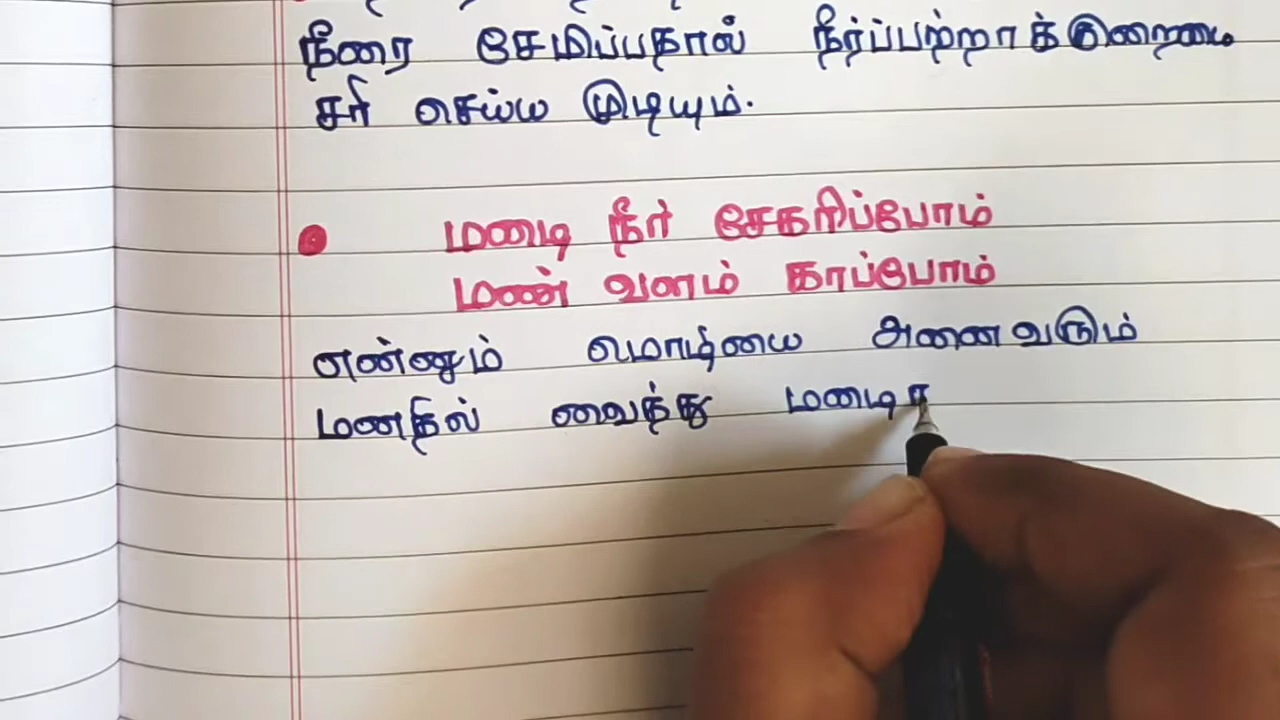 நீரை சேமிப்பதால் நீர்ப்பற்றாக்குறையை
சரி செய்ய முடியும்.
மழை நீர் சேகரிப்போம்
மண் வளம் காப்போம்
என்னும் மொழியை அனைவரும்
மனதில் வைத்து